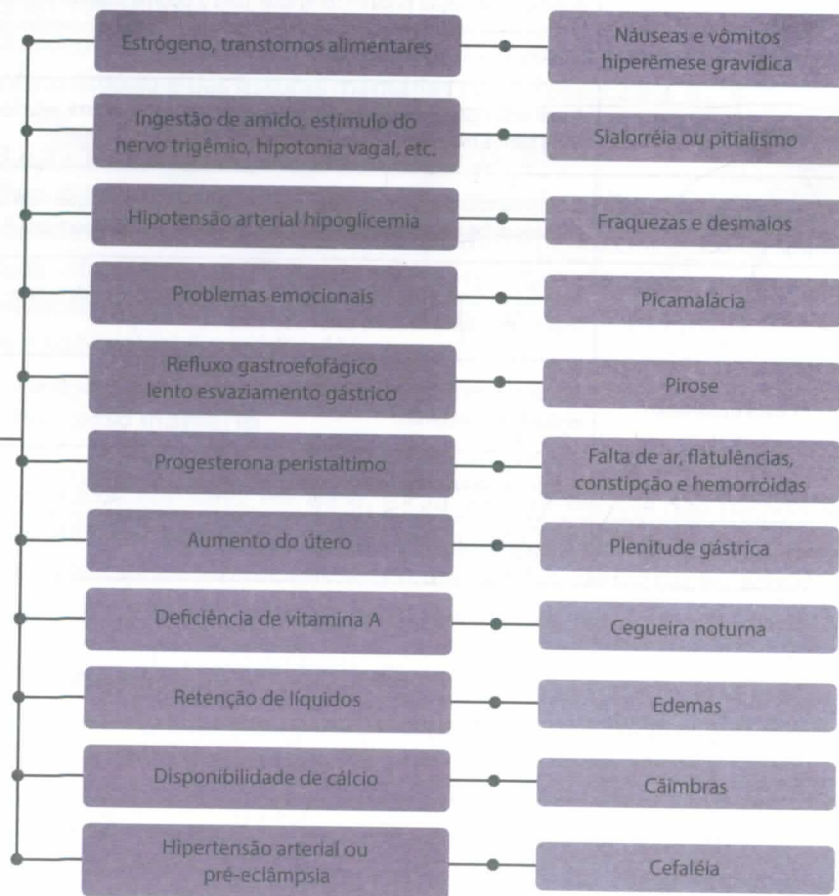 Estrógeno, transtornos alimentares
Náuseas e vômitos
hiperêmese gravídica
Ingestão de amido, estímulo do
nervo trigêmio, hipotonia vagal, etc.
Sialorréia ou pitialismo
Hipotensão arterial hipoglicemia
Fraquezas e desmaios
Problemas emocionais
Picamalácia
Refluxo gastroefofágico
lento esvaziamento gástrico
Pirose
Progesterona peristaltimo
Falta de ar, flatulências,
constipção e hemorróidas
Aumento do útero
Plenitude gástrica
Deficiência de vitamina A
Cegueira noturna
Retenção de líquidos
Edemas
Disponibilidade de cálcio
Cãimbras
Hipertensão arterial ou
pré-eclâmpsia
Cefaléia